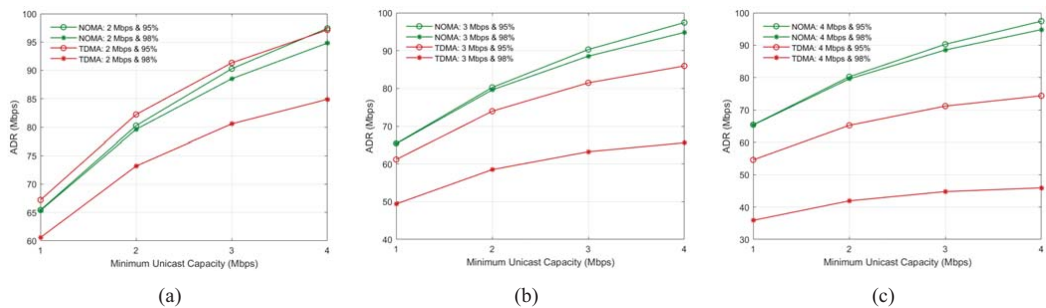 100
95
90
85
80
75
70
65
60
ADR (Mbps)
NOMA: 2 Mbps & 95%
NOMA: 2 Mbps & 98%
TDMA: 2 Mbps & 95%
TDMA: 2 Mbps & 98%
1 2 3 4
Minimum Unicast Capacity (Mbps)
(a)
100
90
80
70
60
50
40
ADR (Mbps)
NOMA: 3 Mbps & 95%
NOMA: 3 Mbps & 98%
TDMA: 3 Mbps & 95%
TDMA: 3 Mbps & 98%
1 2 3 4
Minimum Unicast Capacity (Mbps)
(b)
100
90
80
70
60
50
40
30
ADR (Mbps)
NOMA: 4 Mbps & 95%
NOMA: 4 Mbps & 98%
TDMA: 4 Mbps & 95%
TDMA: 4 Mbps & 98%
1 2 3 4
Minimum Unicast Capacity (Mbps)
(c)